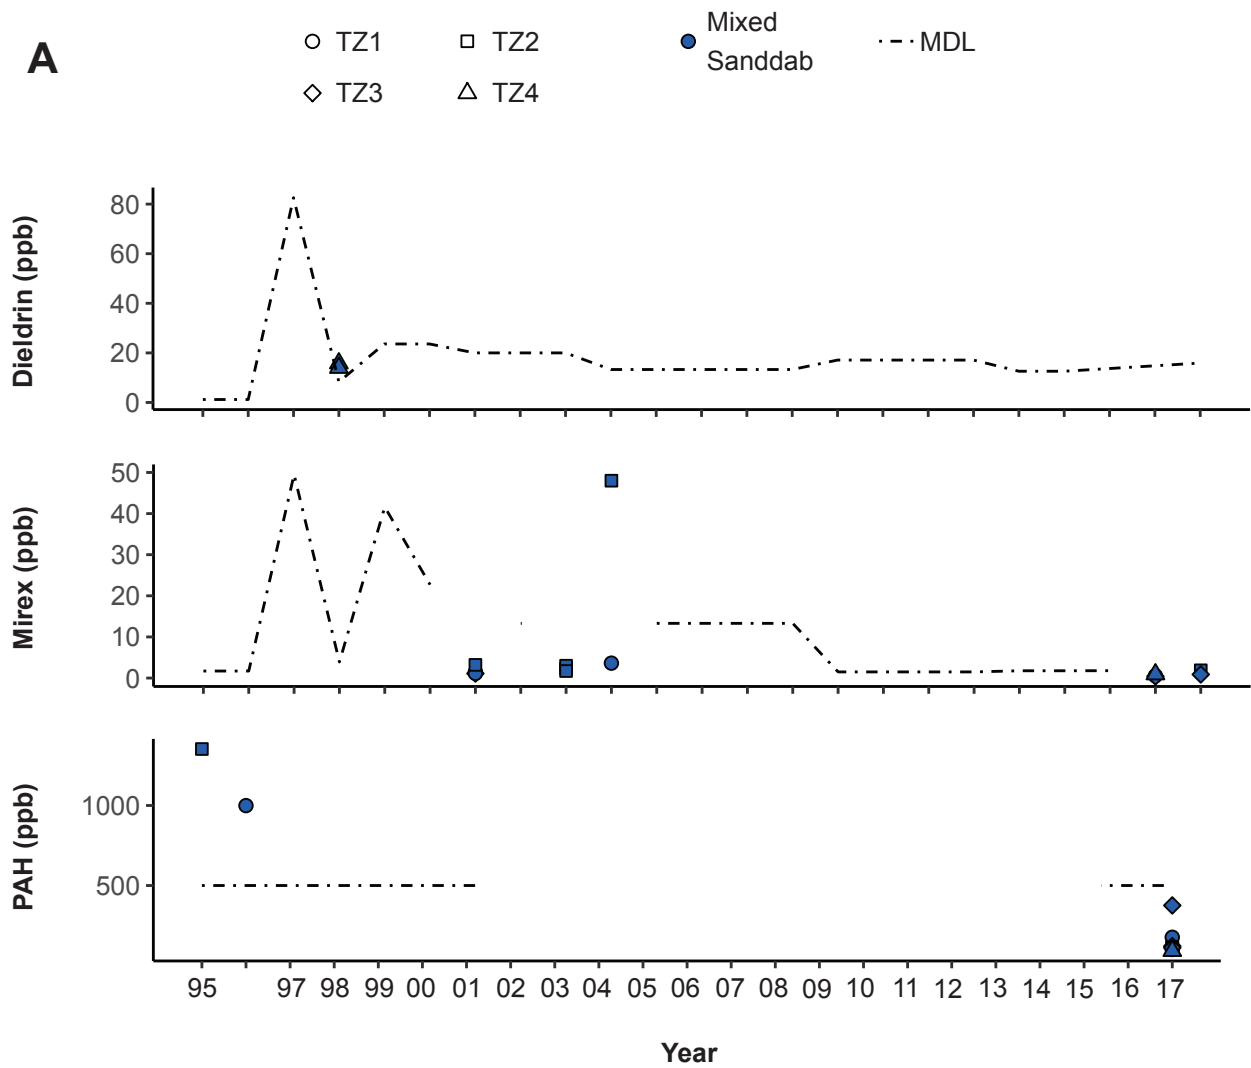 A
TZ1
TZ2
Mixed
Sanddab
MDL
TZ3
TZ4
Dieldrin (ppb)
80
60
40
20
0
Mirex (ppb)
50
40
30
20
10
0
PAH (ppb)
1000
500
95 97 98 99 00 01 02 03 04 05 06 07 08 09 10 11 12 13 14 15 16 17
Year